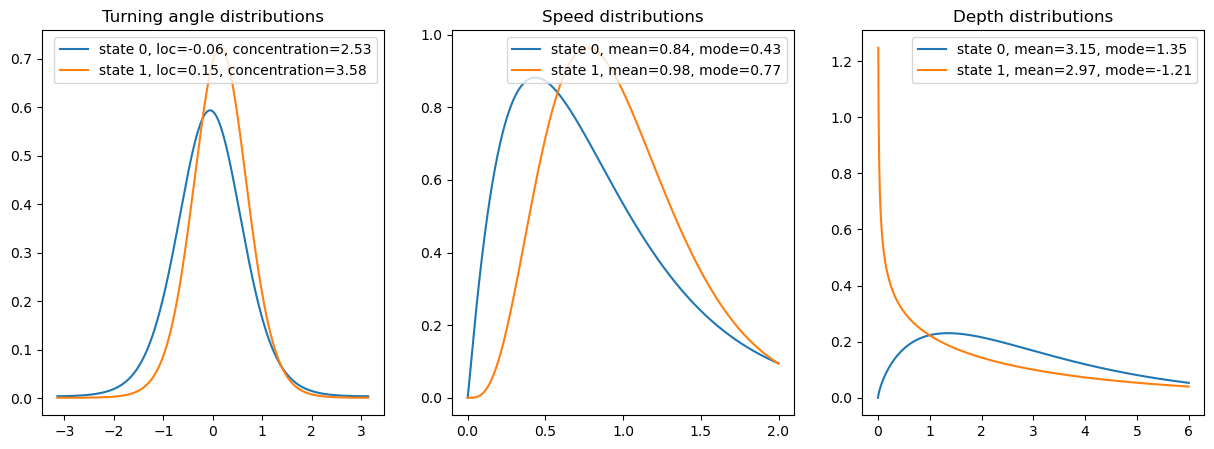 Turning angle distributions
state 0, loc=-0.06, concentration=2.53
state 1, loc=0.15, concentration=3.58
0.7
0.6
0.5
0.4
0.3
0.2
0.1
0.0
−3 −2 −1 0 1 2 3
Speed distributions
state 0, mean=0.84, mode=0.43
state 1, mean=0.98, mode=0.77
1.0
0.8
0.6
0.4
0.2
0.0
0.0 0.5 1.0 1.5 2.0
Depth distributions
state 0, mean=3.15, mode=1.35
state 1, mean=2.97, mode=-1.21
1.2
1.0
0.8
0.6
0.4
0.2
0.0
0 1 2 3 4 5 6